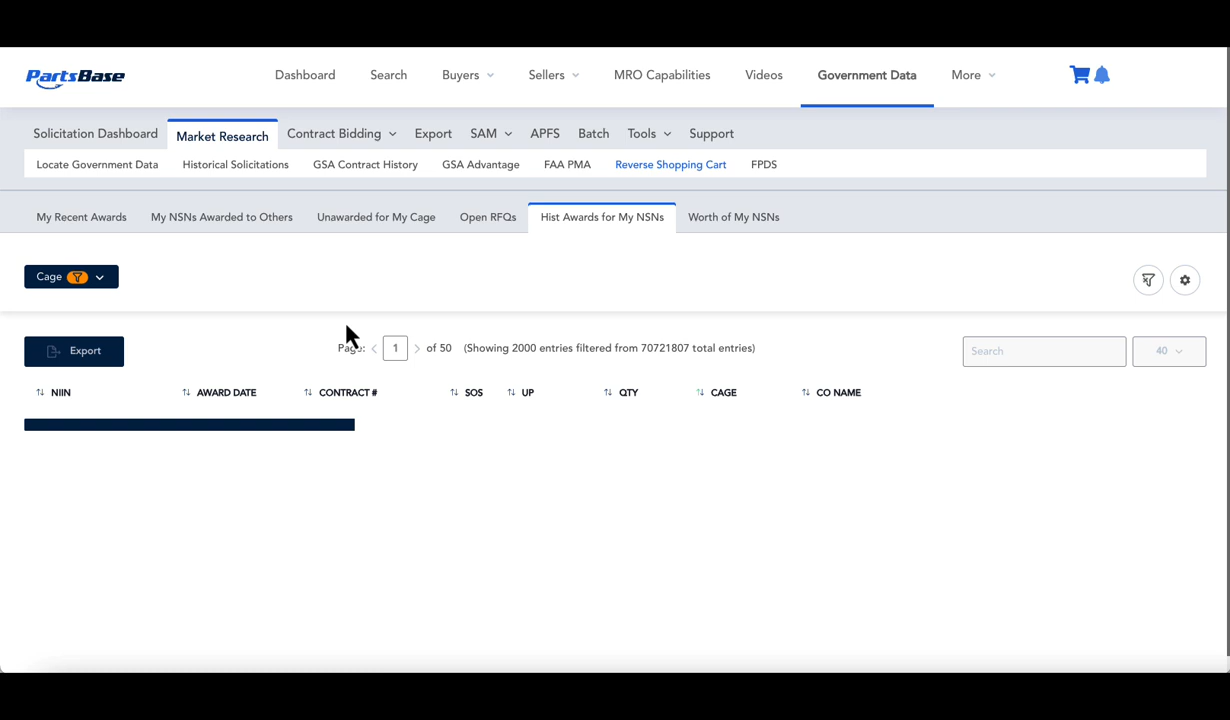 PartsBase Dashboard Search Buyers Sellers MRO Capabilities Videos Government Data More
Solicitation Dashboard Market Research Contract Bidding Export SAM APFS Batch Tools Support
Locate Government Data Historical Solicitations GSA Contract History GSA Advantage FAA PMA Reverse Shopping Cart FPDS
My Recent Awards My NSNs Awarded to Others Unawarded for My Cage Open RFQs Hist Awards for My NSNs Worth of My NSNs
Cage
Export Page: 1 of 50 (Showing 2000 entries filtered from 70721807 total entries) Search 40
NIIN AWARD DATE CONTRACT # SOS UP QTY CAGE CO NAME